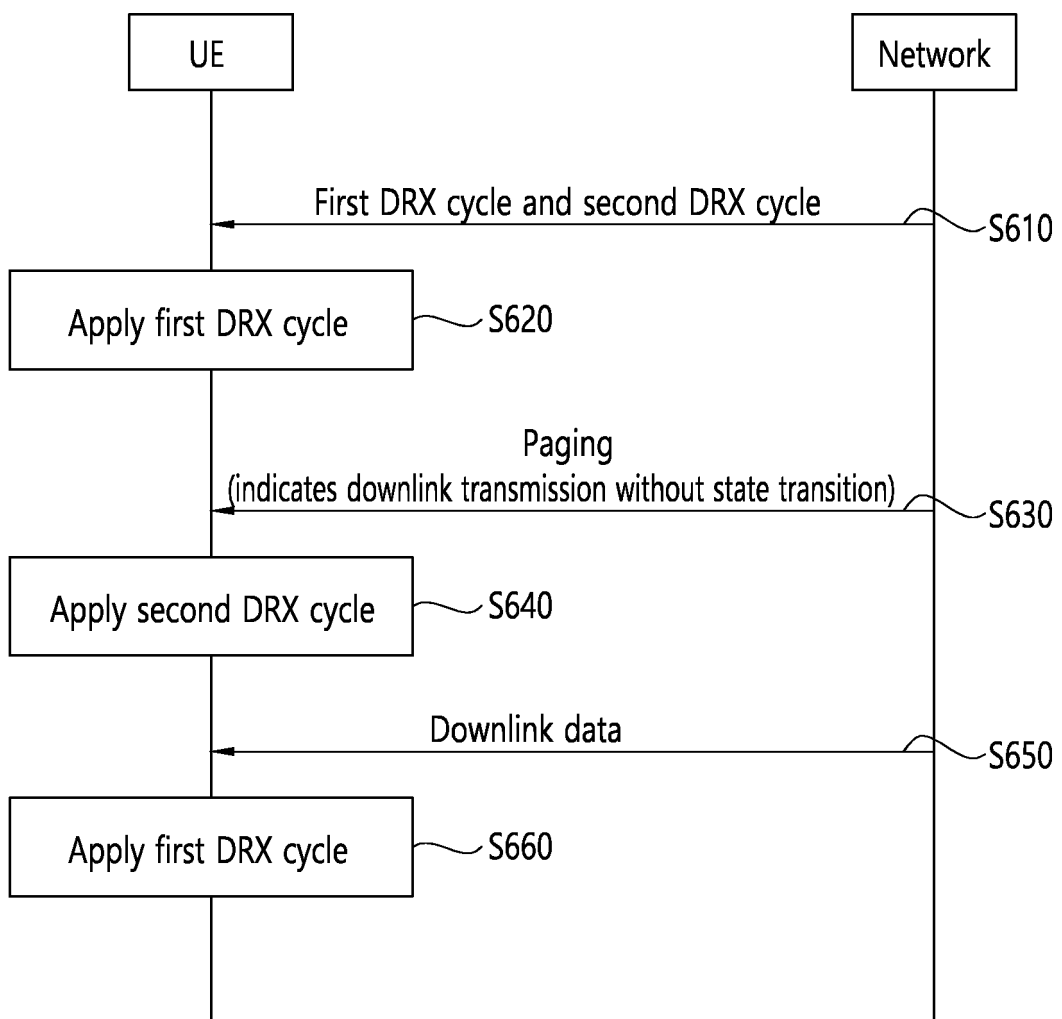 UE
Network
First DRX cycle and second DRX cycle
S610
Apply first DRX cycle
S620
Paging
(indicates downlink transmission without state transition)
S630
Apply second DRX cycle
S640
Downlink data
S650
Apply first DRX cycle
S660